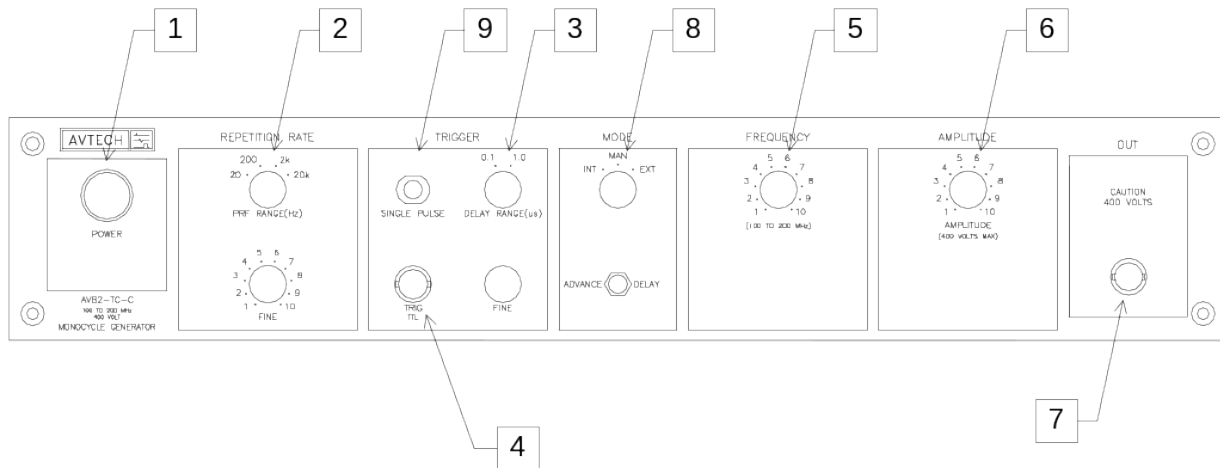 1 2 9 3 8 5 6
AVTECH
REPETITION RATE
TRIGGER
MODE
FREQUENCY
AMPLITUDE
OUT
POWER
AVB2-TC-C
100 TO 200 MHz
400 VOLT
MONOCYCLE GENERATOR
200 2k
20 20k
PRF RANGE(Hz)
1 2 3 4 5 6 7 8 9 10
FINE
SINGLE PULSE
0.1 1.0
DELAY RANGE(us)
TRIG
TTL
FINE
MAN
INT EXT
ADVANCE DELAY
1 2 3 4 5 6 7 8 9 10
(100 TO 200 MHz)
1 2 3 4 5 6 7 8 9 10
AMPLITUDE
(400 VOLTS MAX)
CAUTION
400 VOLTS
4 7